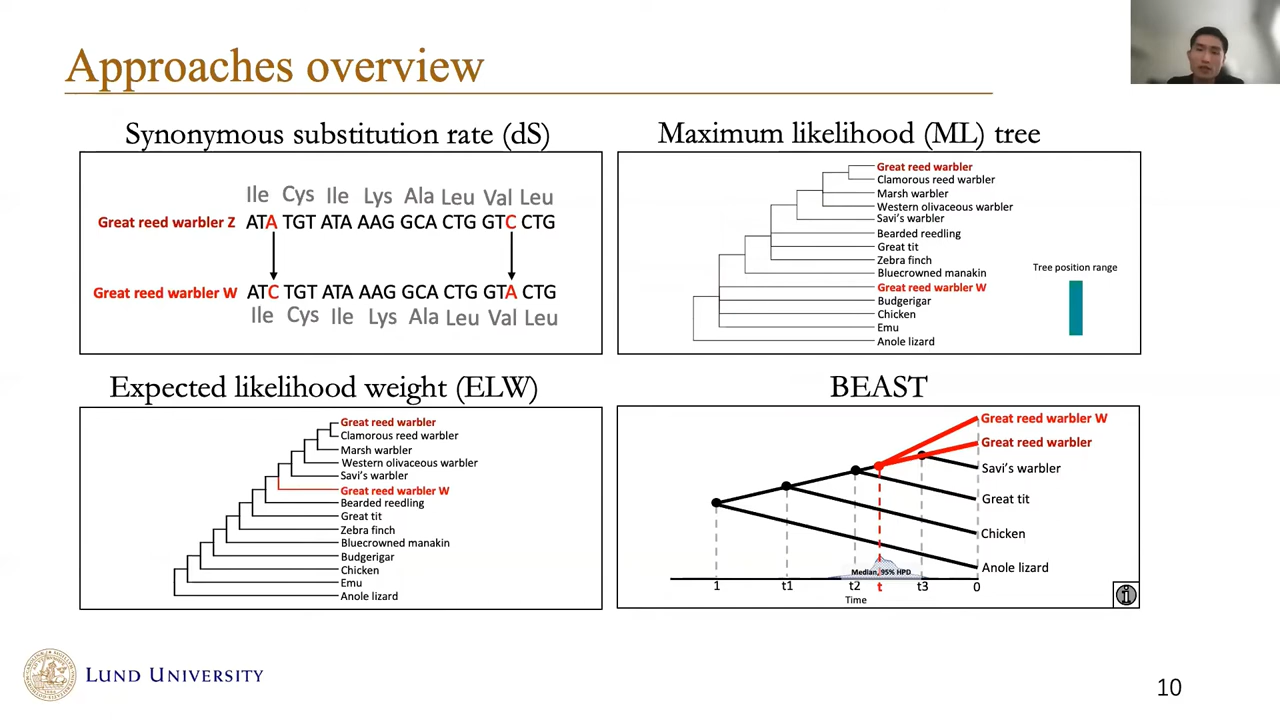 Approaches overview
Synonymous substitution rate (dS)
Ile Cys Ile Lys Ala Leu Val Leu
Great reed warbler Z ATA TGT ATA AAG GCA CTG GTC CTG
Great reed warbler W ATC TGT ATA AAG GCA CTG GTA CTG
Ile Cys Ile Lys Ala Leu Val Leu
Maximum likelihood (ML) tree
Great reed warbler
Clamorous reed warbler
Marsh warbler
Western olivaceous warbler
Savi's warbler
Bearded reedling
Great tit
Zebra finch
Bluecrowned manakin
Great reed warbler W
Budgerigar
Chicken
Emu
Anole lizard
Tree position range
Expected likelihood weight (ELW)
Great reed warbler
Clamorous reed warbler
Marsh warbler
Western olivaceous warbler
Savi's warbler
Great reed warbler W
Bearded reedling
Great tit
Zebra finch
Bluecrowned manakin
Budgerigar
Chicken
Emu
Anole lizard
BEAST
Great reed warbler W
Great reed warbler
Savi's warbler
Great tit
Chicken
Anole lizard
Median, 95% HPD
1 t1 t2 t t3 0
Time
i
LUND UNIVERSITY
10